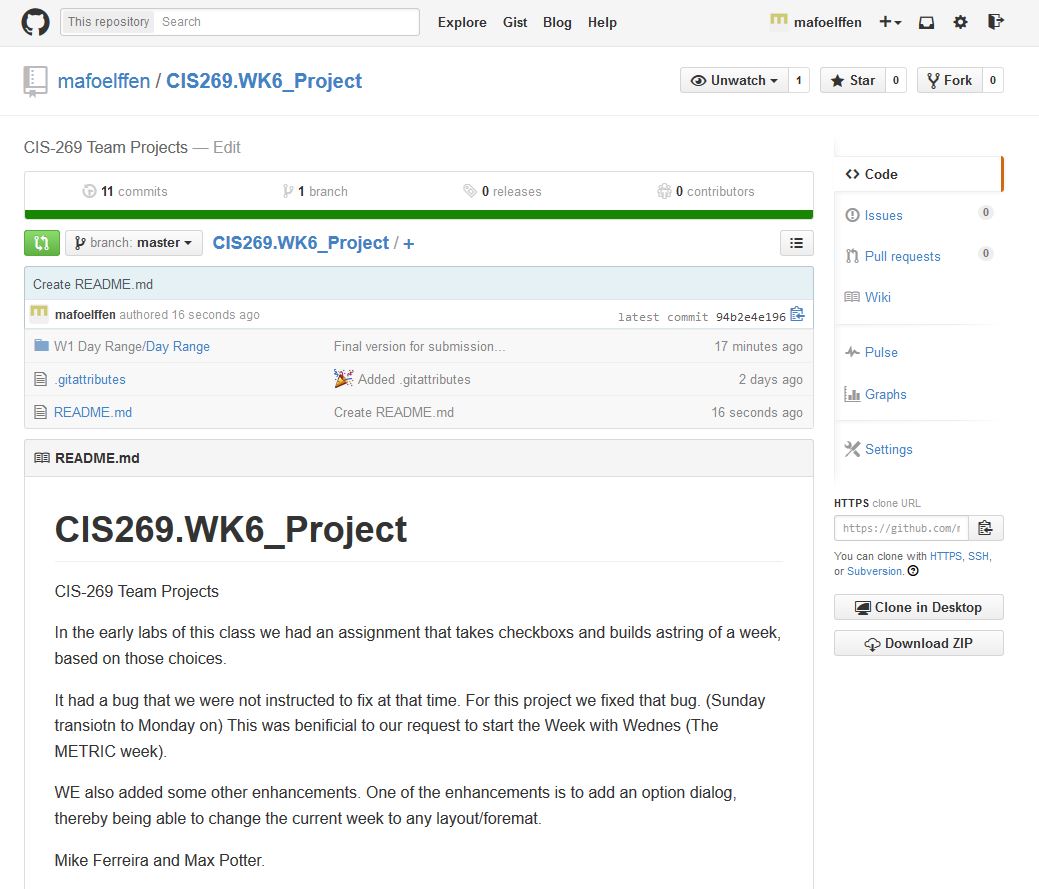 This repository Search Explore Gist Blog Help mafoelffen +
mafoelffen / CIS269.WK6_Project Unwatch 1 Star 0 Fork 0
CIS-269 Team Projects — Edit
11 commits 1 branch 0 releases 0 contributors
branch: master CIS269.WK6_Project / +
Create README.md
mafoelffen authored 16 seconds ago latest commit 94b2e4e196
W1 Day Range/Day Range Final version for submission... 17 minutes ago
.gitattributes Added .gitattributes 2 days ago
README.md Create README.md 16 seconds ago
README.md
CIS269.WK6_Project
CIS-269 Team Projects
In the early labs of this class we had an assignment that takes checkboxs and builds astring of a week,
based on those choices.
It had a bug that we were not instructed to fix at that time. For this project we fixed that bug. (Sunday
transiotn to Monday on) This was benificial to our request to start the Week with Wednes (The
METRIC week).
WE also added some other enhancements. One of the enhancements is to add an option dialog,
thereby being able to change the current week to any layout/foremat.
Mike Ferreira and Max Potter.
Code
Issues 0
Pull requests 0
Wiki
Pulse
Graphs
Settings
HTTPS clone URL
https://github.com/
You can clone with HTTPS, SSH,
or Subversion.
Clone in Desktop
Download ZIP